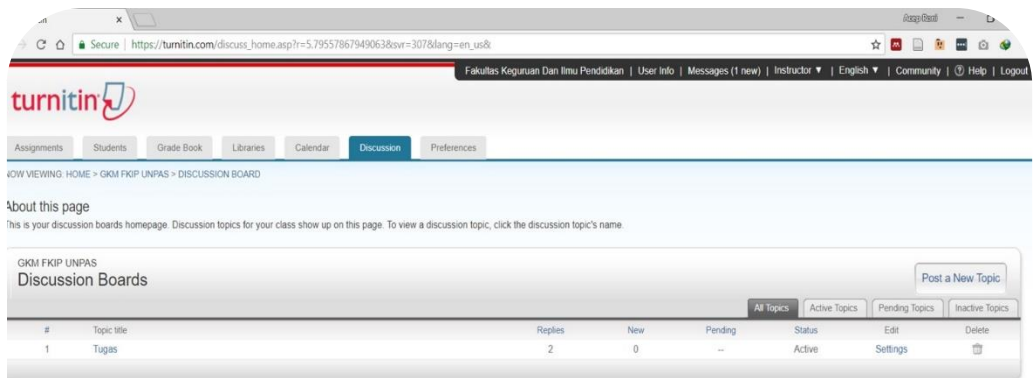 Secure | https://turnitin.com/discuss_home.asp?r=5.79557867949063&svr=307&lang=en_us&
Fakultas Keguruan Dan Ilmu Pendidikan | User Info | Messages (1 new) | Instructor ▼ | English ▼ | Community | ? Help | Logout
turnitin
Assignments Students Grade Book Libraries Calendar Discussion Preferences
NOW VIEWING: HOME > GKM FKIP UNPAS > DISCUSSION BOARD
About this page
This is your discussion boards homepage. Discussion topics for your class show up on this page. To view a discussion topic, click the discussion topic's name.
GKM FKIP UNPAS
Discussion Boards
Post a New Topic
All Topics Active Topics Pending Topics Inactive Topics
# Topic title Replies New Pending Status Edit Delete
1 Tugas 2 0 -- Active Settings